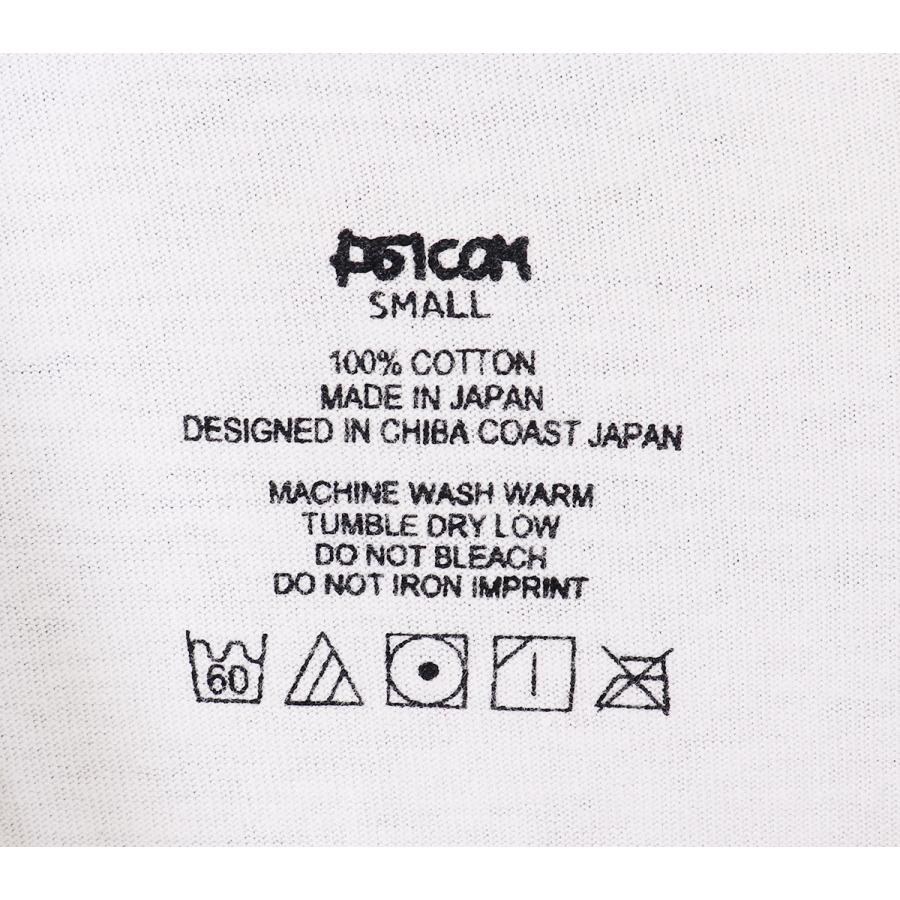 SMALL
100% COTTON
MADE IN JAPAN
DESIGNED IN CHIBA COAST JAPAN
MACHINE WASH WARM
TUMBLE DRY LOW
DO NOT BLEACH
DO NOT IRON IMPRINT
60